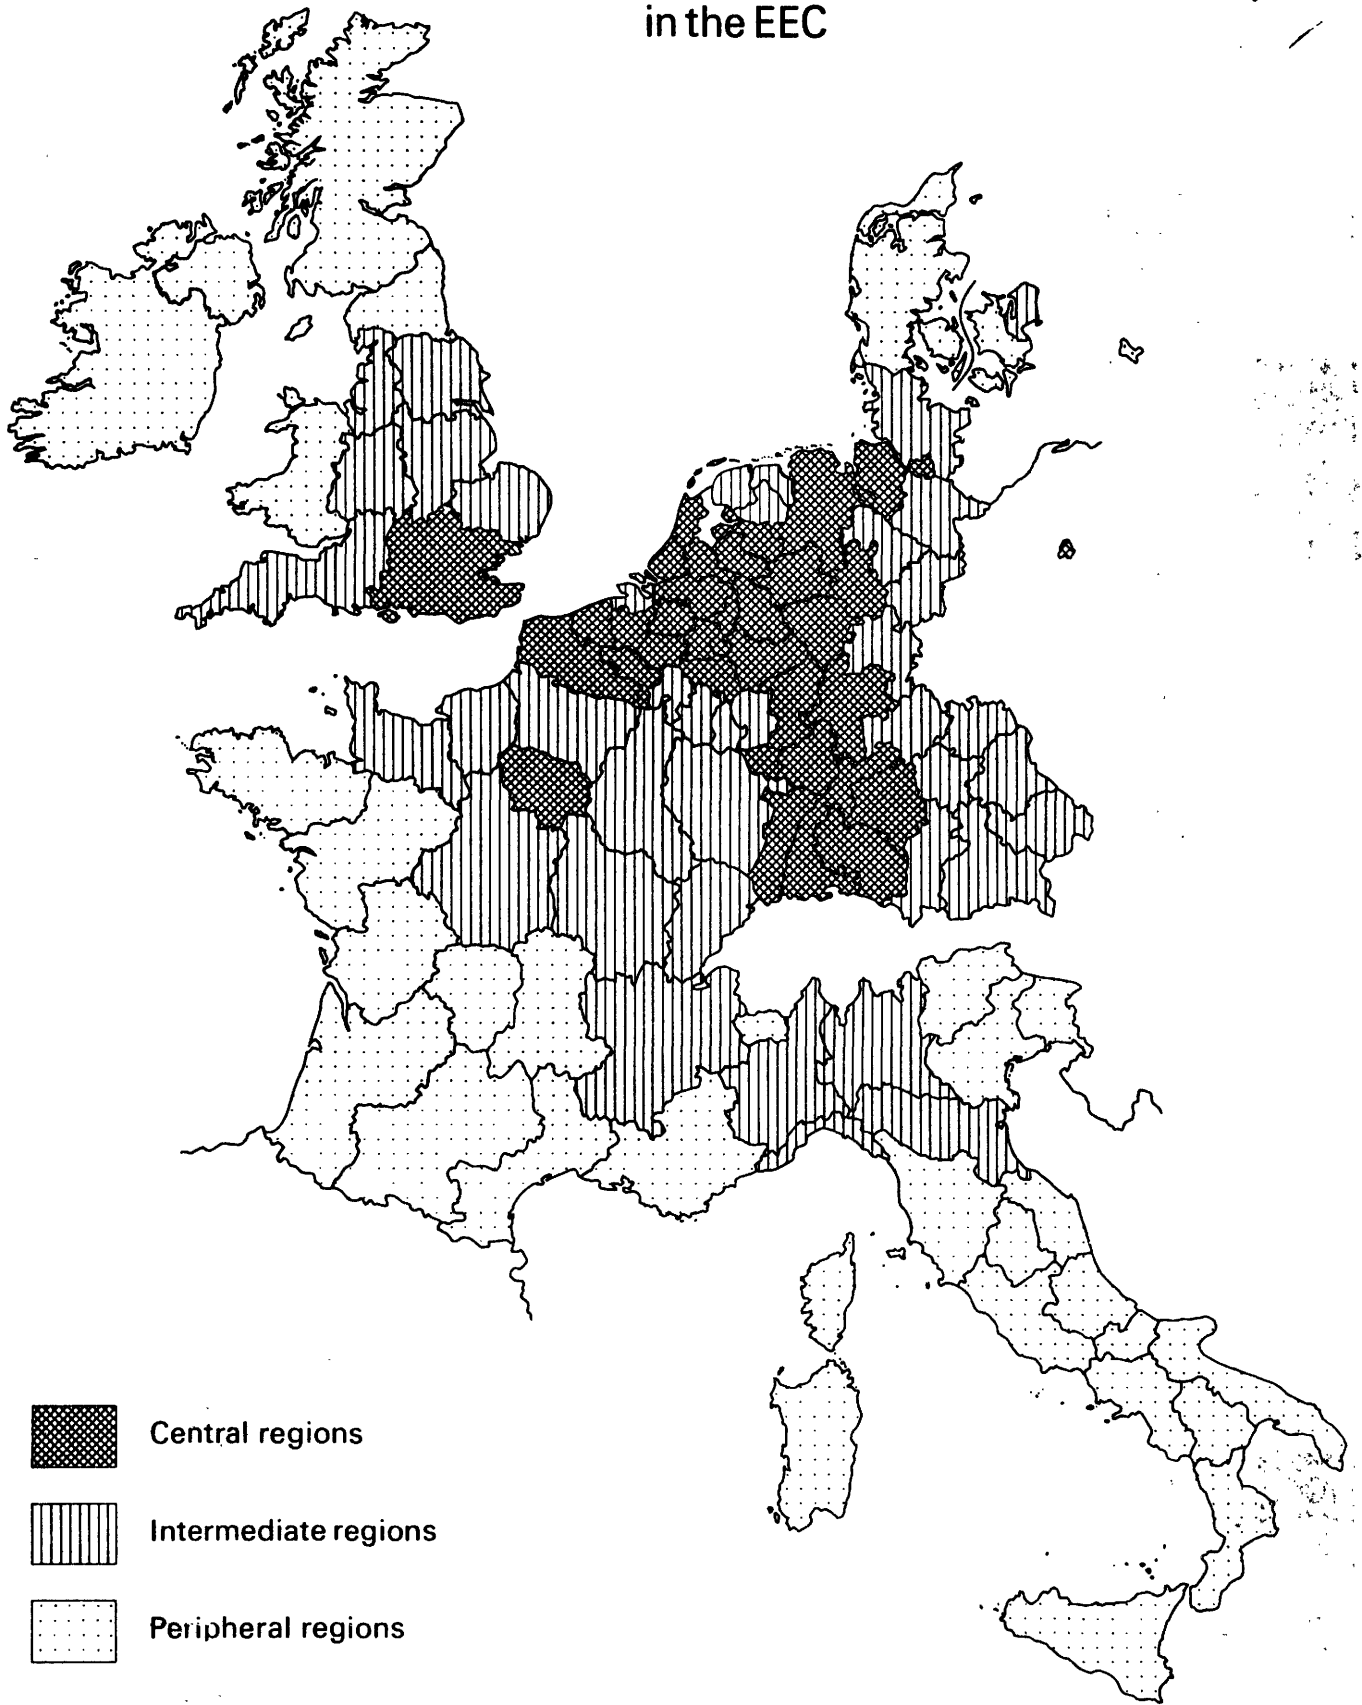 in the EEC
Central regions
Intermediate regions
Peripheral regions